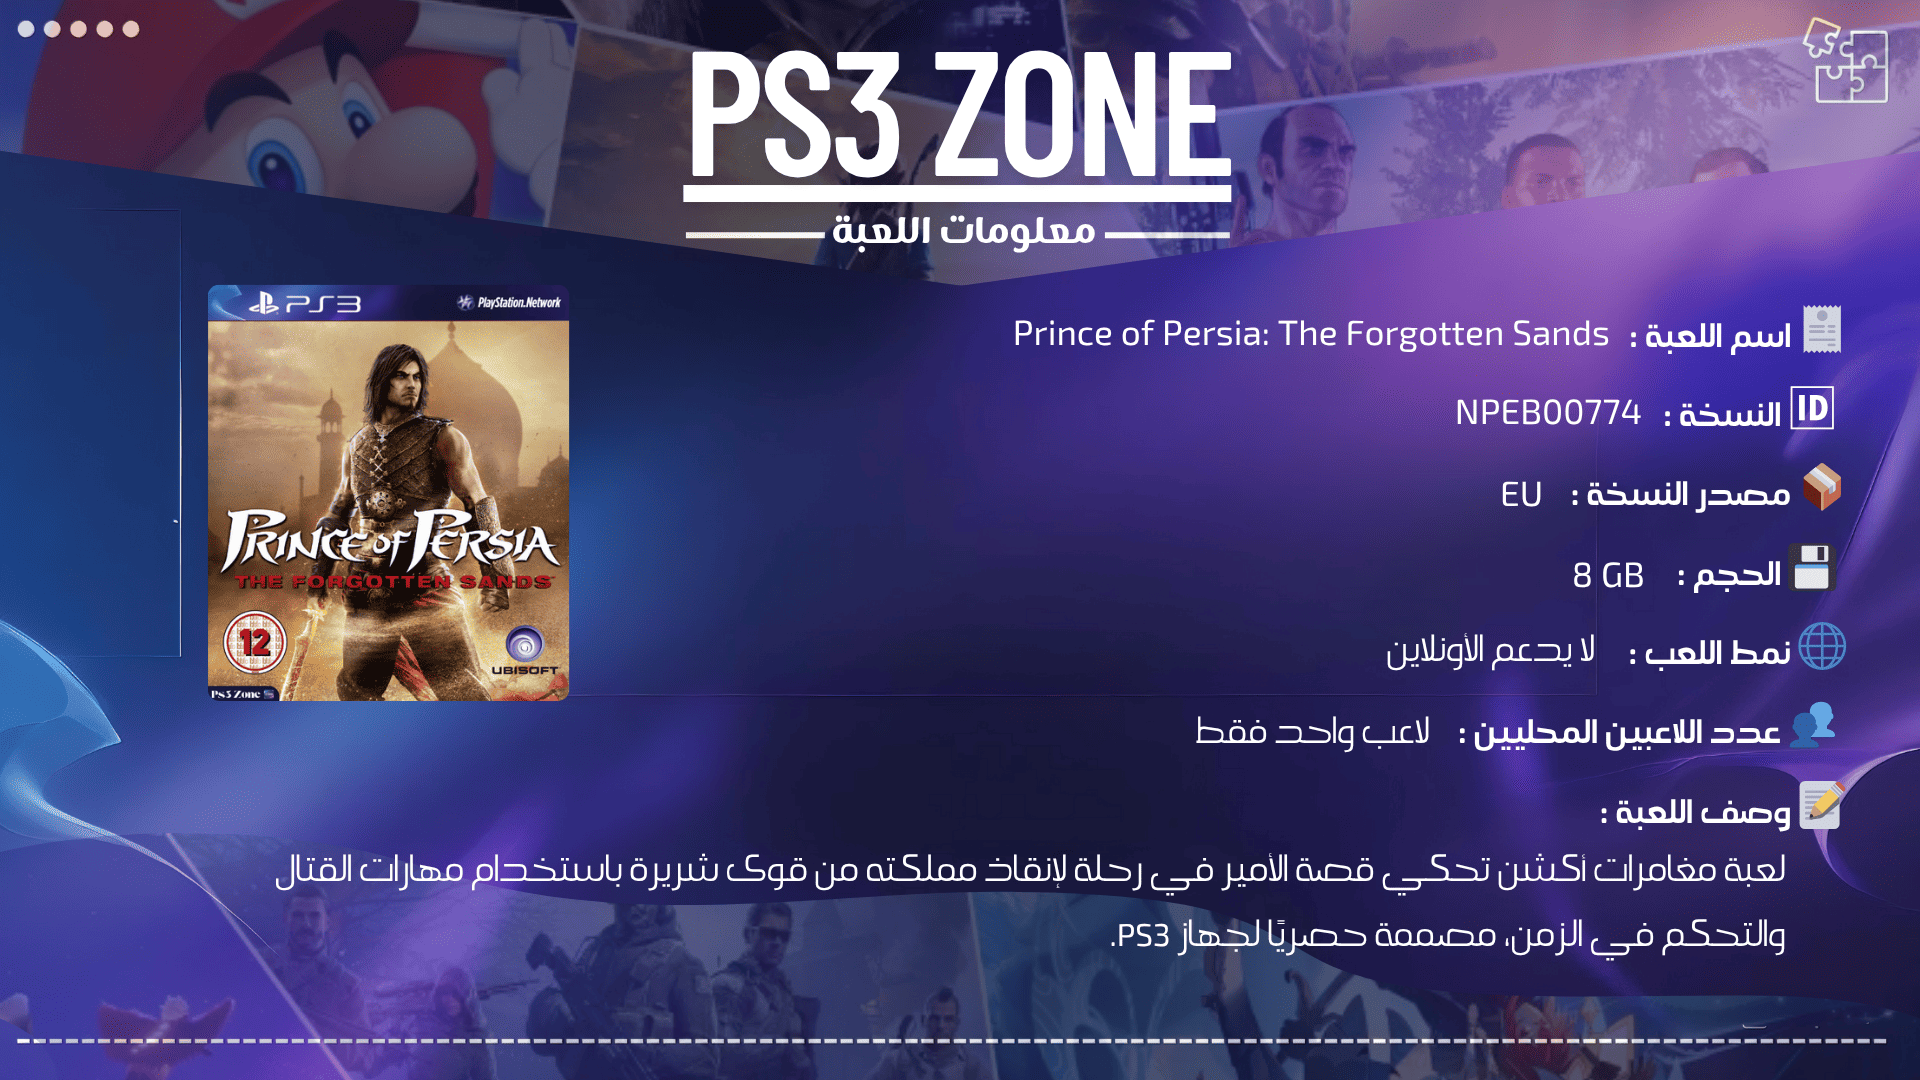 PS3 ZONE
معلومات اللعبة
PS3 PlayStation.Network
PRINCE OF PERSIA
THE FORGOTTEN SANDS
12
UBISOFT
Ps3 Zone
اسم اللعبة : Prince of Persia: The Forgotten Sands
ID النسخة : NPEB00774
مصدر النسخة : EU
الحجم : 8 GB
نمط اللعب : لا يدعم الأونلاين
عدد اللاعبين المحليين : لاعب واحد فقط
وصف اللعبة :
لعبة مغامرات أكشن تحكي قصة الأمير في رحلة لإنقاذ مملكته من قوى شريرة باستخدام مهارات القتال
والتحكم في الزمن، مصممة حصريًا لجهاز PS3.